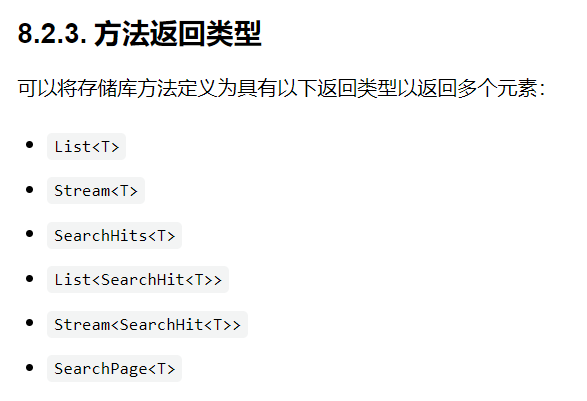 8.2.3. 方法返回类型
可以将存储库方法定义为具有以下返回类型以返回多个元素：
List<T>
Stream<T>
SearchHits<T>
List<SearchHit<T>>
Stream<SearchHit<T>>
SearchPage<T>